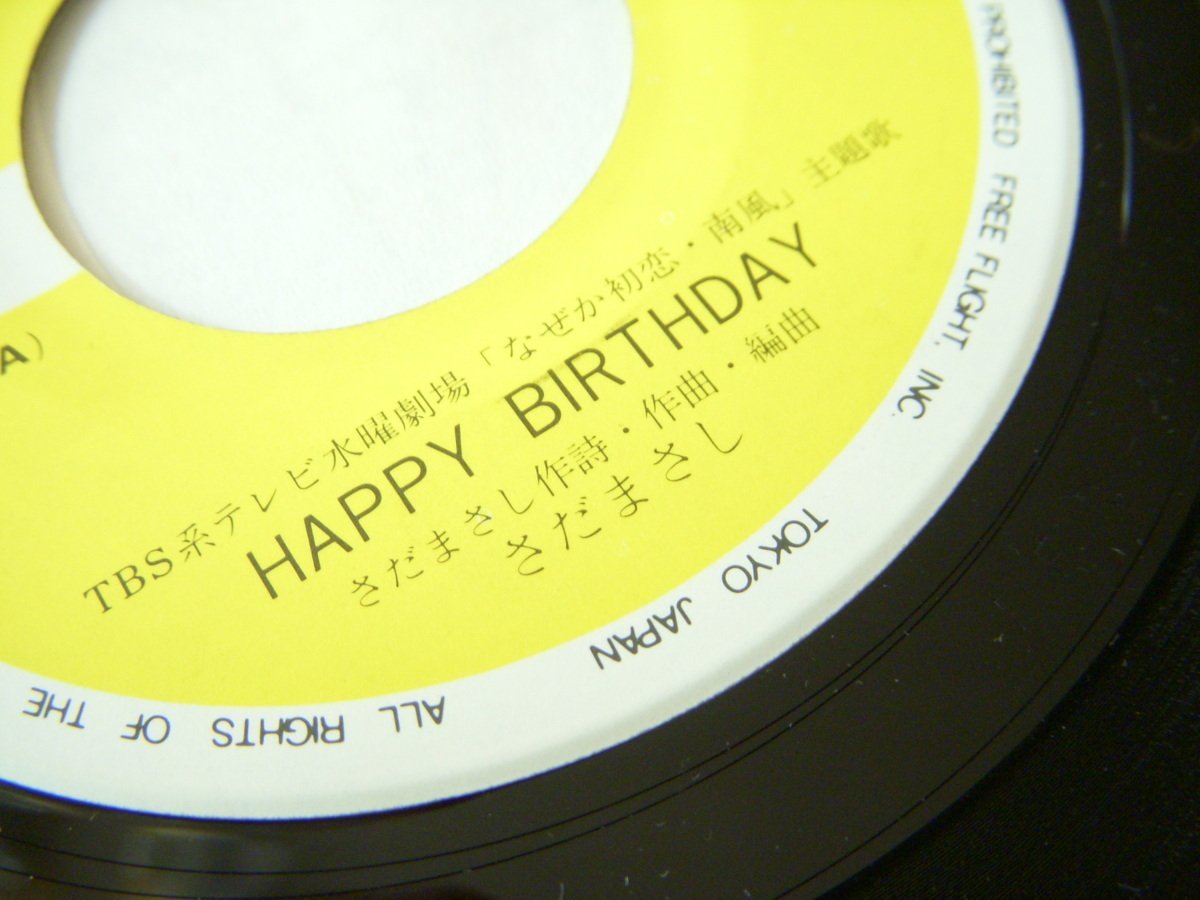 A)
TBS系テレビ水曜劇場「なぜか初恋・南風」主題歌
HAPPY BIRTHDAY
さだまさし作詩・作曲・編曲
さだまさし
PROHIBITED FREE FLIGHT, INC. TOKYO JAPAN
ALL RIGHTS OF THE